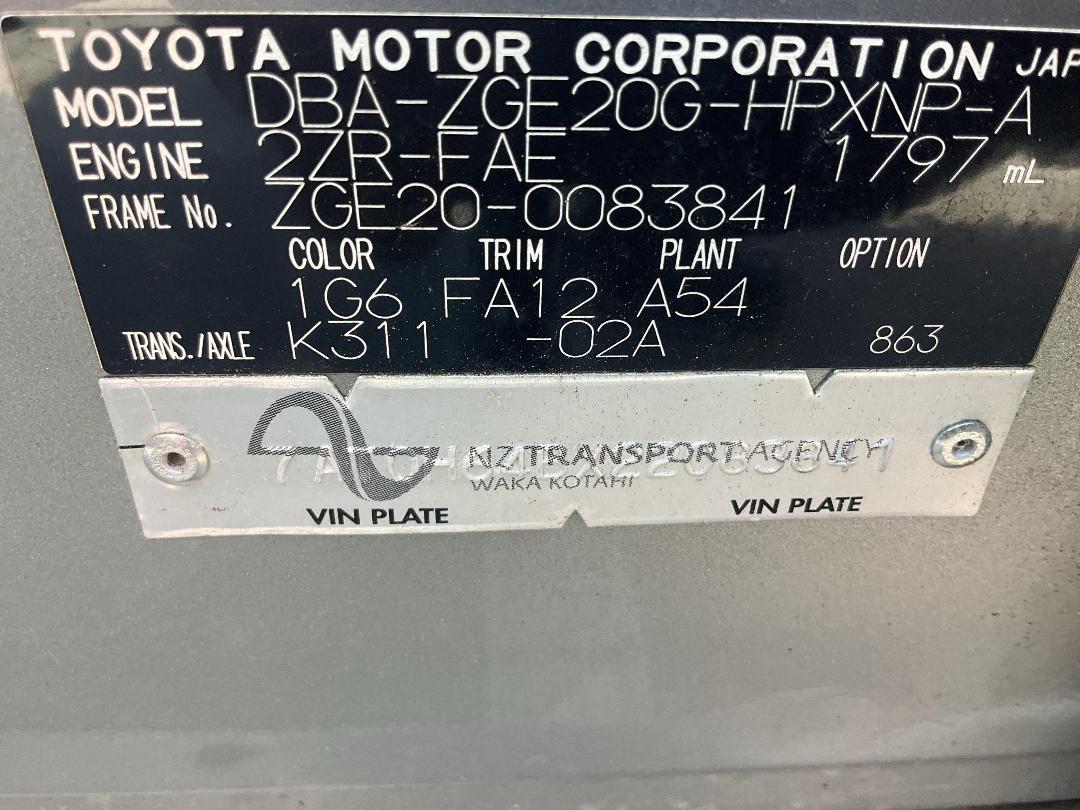 TOYOTA MOTOR CORPORATION JAP
MODEL DBA-ZGE20G-HPXNP-A
ENGINE 2ZR-FAE 1797 mL
FRAME No. ZGE20-0083841
COLOR TRIM PLANT OPTION
1G6 FA12 A54
TRANS./AXLE K311 -02A 863
NZ TRANSPORT AGENCY
WAKA KOTAHI
VIN PLATE VIN PLATE